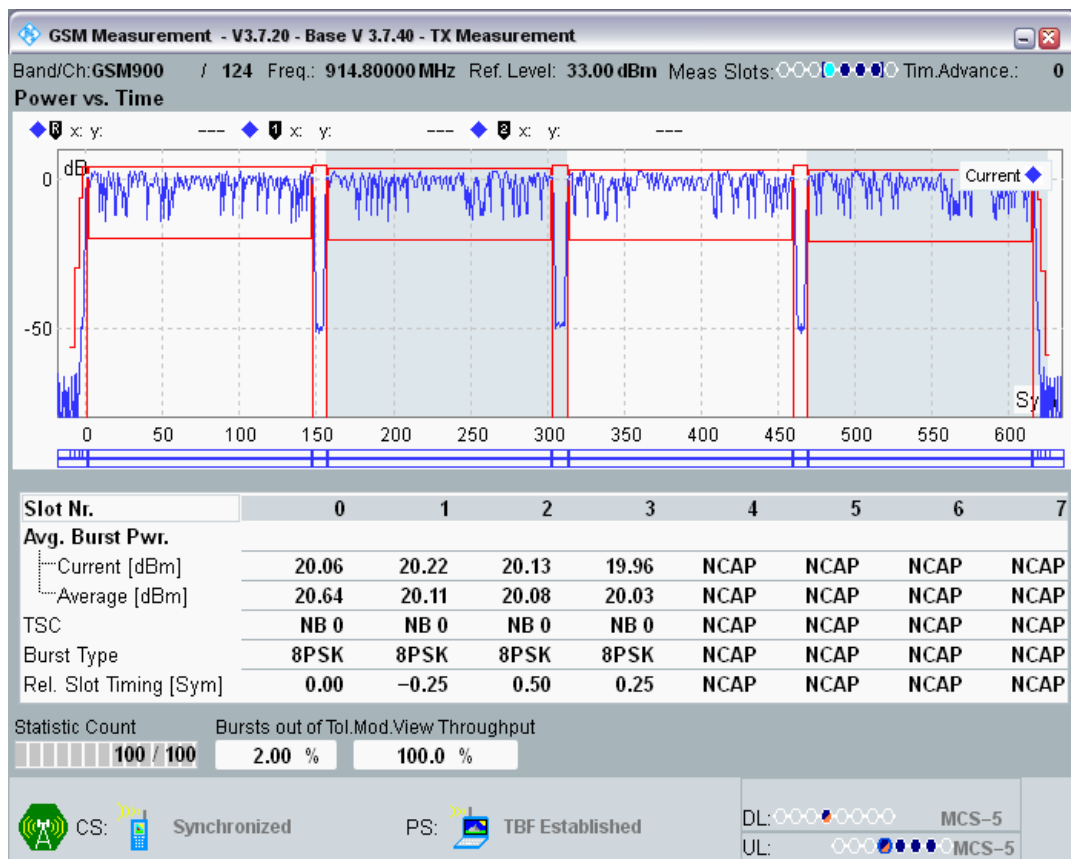 GSM Measurement - V3.7.20 - Base V 3.7.40 - TX Measurement
Band/Ch:GSM900 / 124 Freq.: 914.80000 MHz Ref. Level: 33.00 dBm Meas Slots: Tim.Advance.: 0
Power vs. Time
R x: y: --- 1 x: y: --- 2 x: y: ---
dB
Current
0
-50
Sy
0 50 100 150 200 250 300 350 400 450 500 550 600
Slot Nr. 0 1 2 3 4 5 6 7
Avg. Burst Pwr.
Current [dBm] 20.06 20.22 20.13 19.96 NCAP NCAP NCAP NCAP
Average [dBm] 20.64 20.11 20.08 20.03 NCAP NCAP NCAP NCAP
TSC NB 0 NB 0 NB 0 NB 0 NCAP NCAP NCAP NCAP
Burst Type 8PSK 8PSK 8PSK 8PSK NCAP NCAP NCAP NCAP
Rel. Slot Timing [Sym] 0.00 −0.25 0.50 0.25 NCAP NCAP NCAP NCAP
Statistic Count Bursts out of Tol.Mod.View Throughput
100 / 100 2.00 % 100.0 %
CS: Synchronized PS: TBF Established
DL: MCS−5
UL: MCS−5